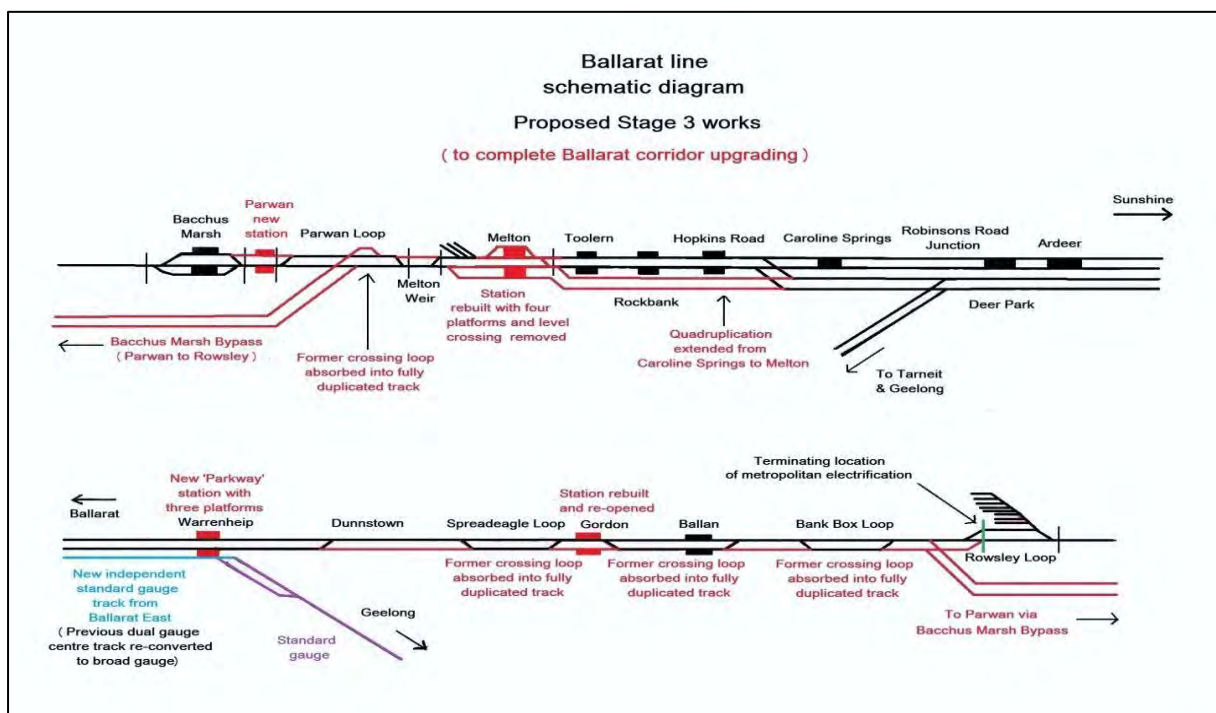 Ballarat line
schematic diagram
Proposed Stage 3 works
( to complete Ballarat corridor upgrading )
Sunshine
Parwan
new
station
Bacchus
Marsh
Parwan Loop
Melton
Toolern
Hopkins Road
Caroline Springs
Robinsons Road
Junction
Ardeer
Melton
Weir
Station
rebuilt with four
platforms and level
crossing removed
Rockbank
Deer Park
Bacchus Marsh Bypass
( Parwan to Rowsley )
Former crossing loop
absorbed into fully
duplicated track
Quadruplication
extended from
Caroline Springs to Melton
To Tarneit
& Geelong
Ballarat
New 'Parkway'
station with
three platforms
Warrenheip
Dunnstown
Spreadeagle Loop
Station rebuilt
and re-opened
Gordon
Ballan
Bank Box Loop
Terminating location
of metropolitan electrification
Rowsley Loop
Former crossing loop
absorbed into fully
duplicated track
Former crossing loop
absorbed into fully
duplicated track
Former crossing loop
absorbed into fully
duplicated track
New independent
standard gauge
track from
Ballarat East
( Previous dual gauge
centre track re-converted
to broad gauge)
Standard
gauge
Geelong
To Parwan via
Bacchus Marsh Bypass